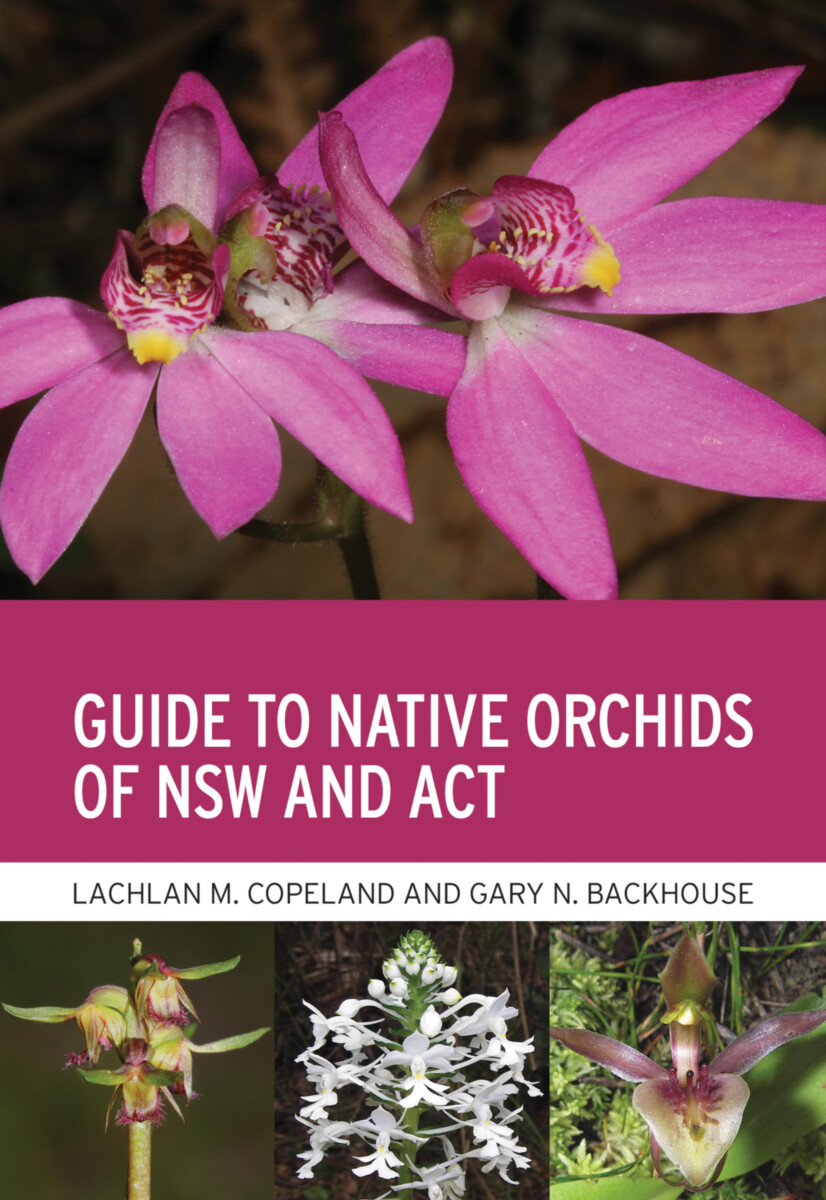 GUIDE TO NATIVE ORCHIDS
OF NSW AND ACT
LACHLAN M. COPELAND AND GARY N. BACKHOUSE